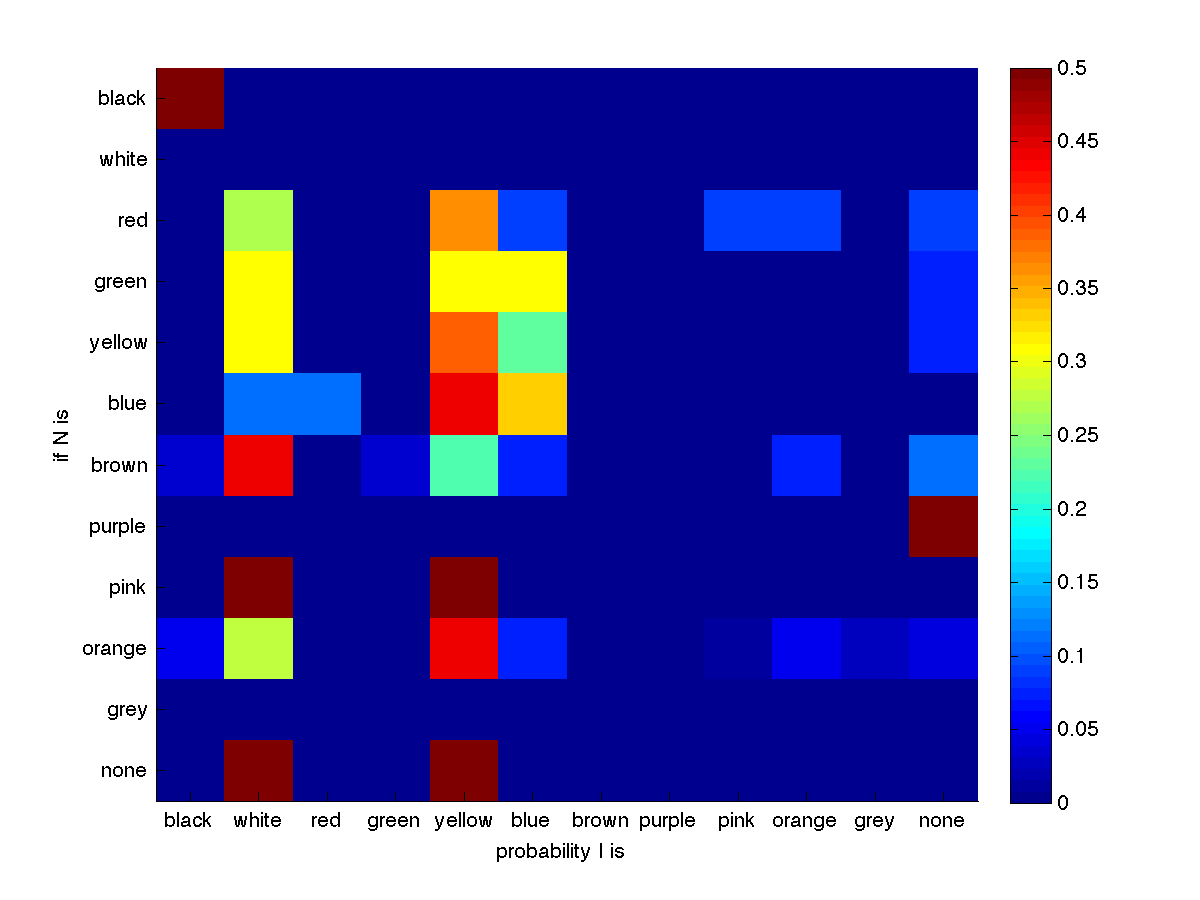 black
white
red
green
yellow
blue
brown
purple
pink
orange
grey
none
if N is
black white red green yellow blue brown purple pink orange grey none
probability I is
0.5
0.45
0.4
0.35
0.3
0.25
0.2
0.15
0.1
0.05
0